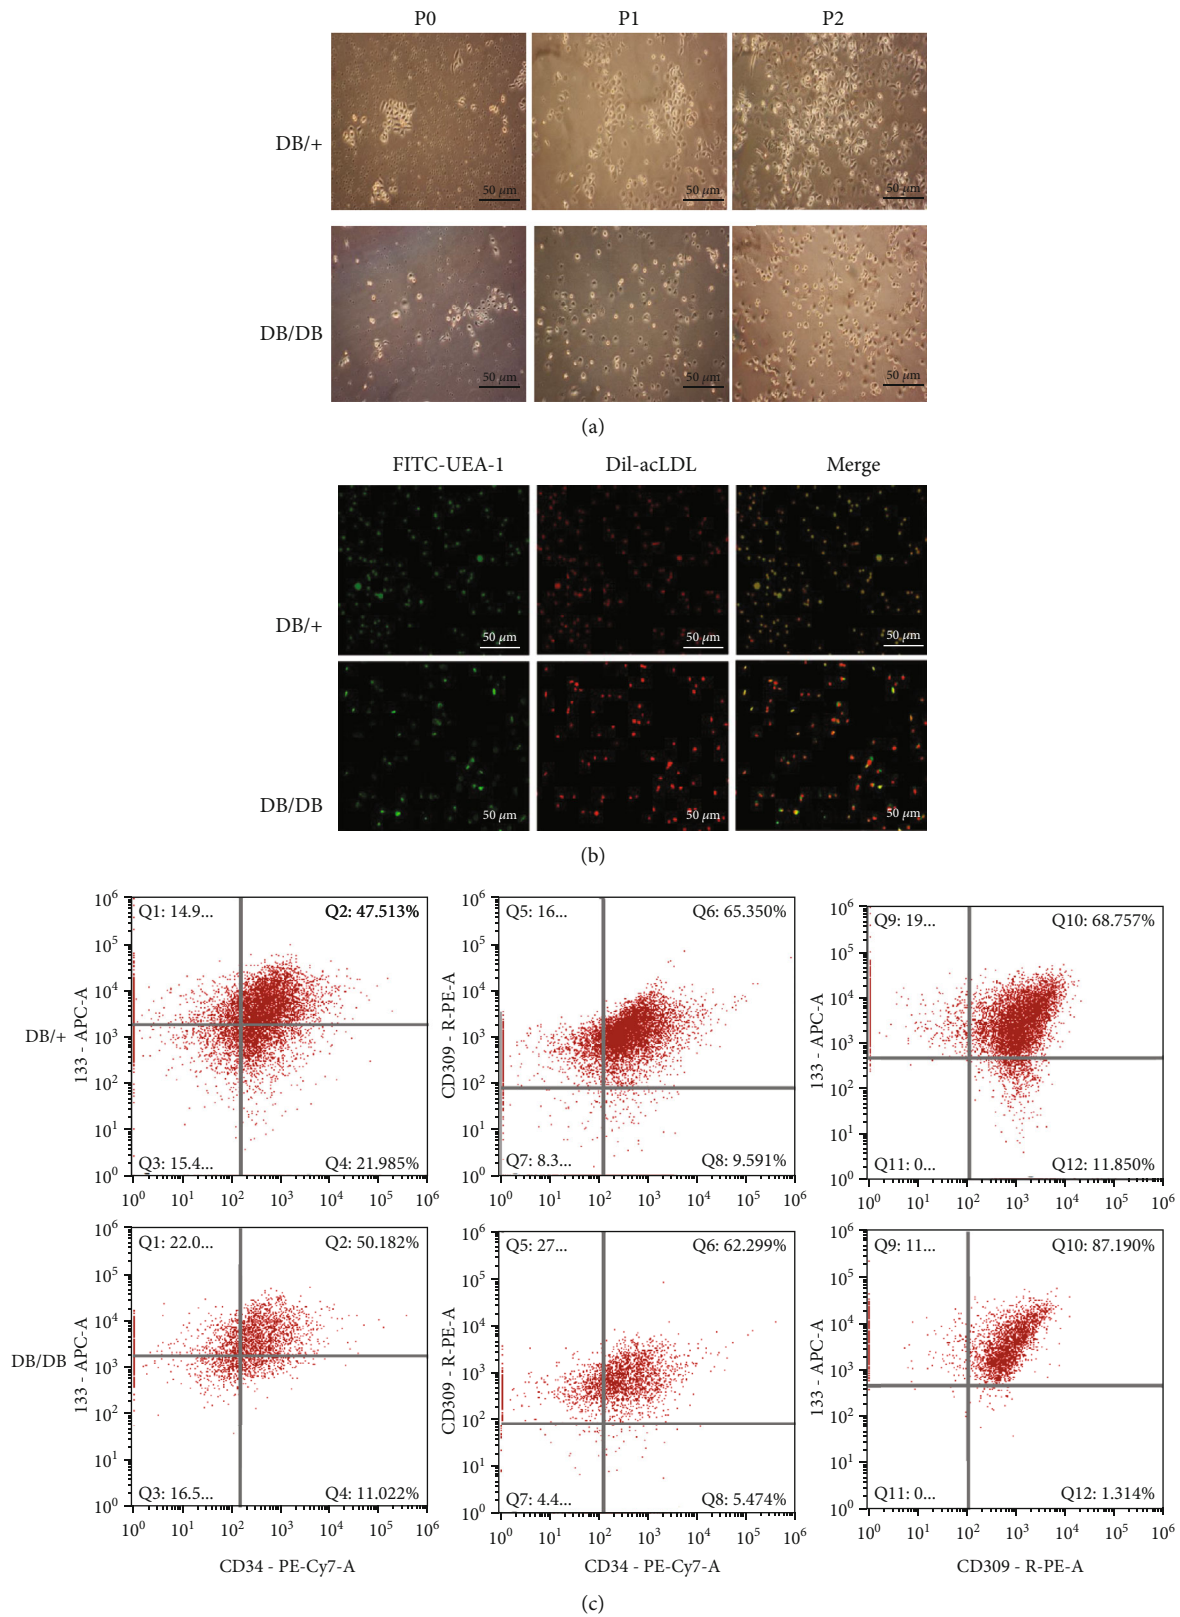 P0 P1 P2
DB/+
50 μm 50 μm 50 μm
DB/DB
50 μm 50 μm 50 μm
(a)
FITC-UEA-1 Dil-acLDL Merge
DB/+
50 μm 50 μm 50 μm
DB/DB
50 μm 50 μm 50 μm
(b)
DB/+
133 - APC-A
10⁶ 10⁵ 10⁴ 10³ 10² 10¹ 10⁰
Q1: 14.9... Q2: 47.513%
Q3: 15.4... Q4: 21.985%
10⁰ 10¹ 10² 10³ 10⁴ 10⁵ 10⁶
CD309 - R-PE-A
10⁶ 10⁵ 10⁴ 10³ 10² 10¹ 10⁰
Q5: 16... Q6: 65.350%
Q7: 8.3... Q8: 9.591%
10⁰ 10¹ 10² 10³ 10⁴ 10⁵ 10⁶
133 - APC-A
10⁶ 10⁵ 10⁴ 10³ 10² 10¹ 10⁰
Q9: 19... Q10: 68.757%
Q11: 0... Q12: 11.850%
10⁰ 10¹ 10² 10³ 10⁴ 10⁵ 10⁶
DB/DB
133 - APC-A
10⁶ 10⁵ 10⁴ 10³ 10² 10¹ 10⁰
Q1: 22.0... Q2: 50.182%
Q3: 16.5... Q4: 11.022%
10⁰ 10¹ 10² 10³ 10⁴ 10⁵ 10⁶
CD34 - PE-Cy7-A
CD309 - R-PE-A
10⁶ 10⁵ 10⁴ 10³ 10² 10¹ 10⁰
Q5: 27... Q6: 62.299%
Q7: 4.4... Q8: 5.474%
10⁰ 10¹ 10² 10³ 10⁴ 10⁵ 10⁶
CD34 - PE-Cy7-A
133 - APC-A
10⁶ 10⁵ 10⁴ 10³ 10² 10¹ 10⁰
Q9: 11... Q10: 87.190%
Q11: 0... Q12: 1.314%
10⁰ 10¹ 10² 10³ 10⁴ 10⁵ 10⁶
CD309 - R-PE-A
(c)